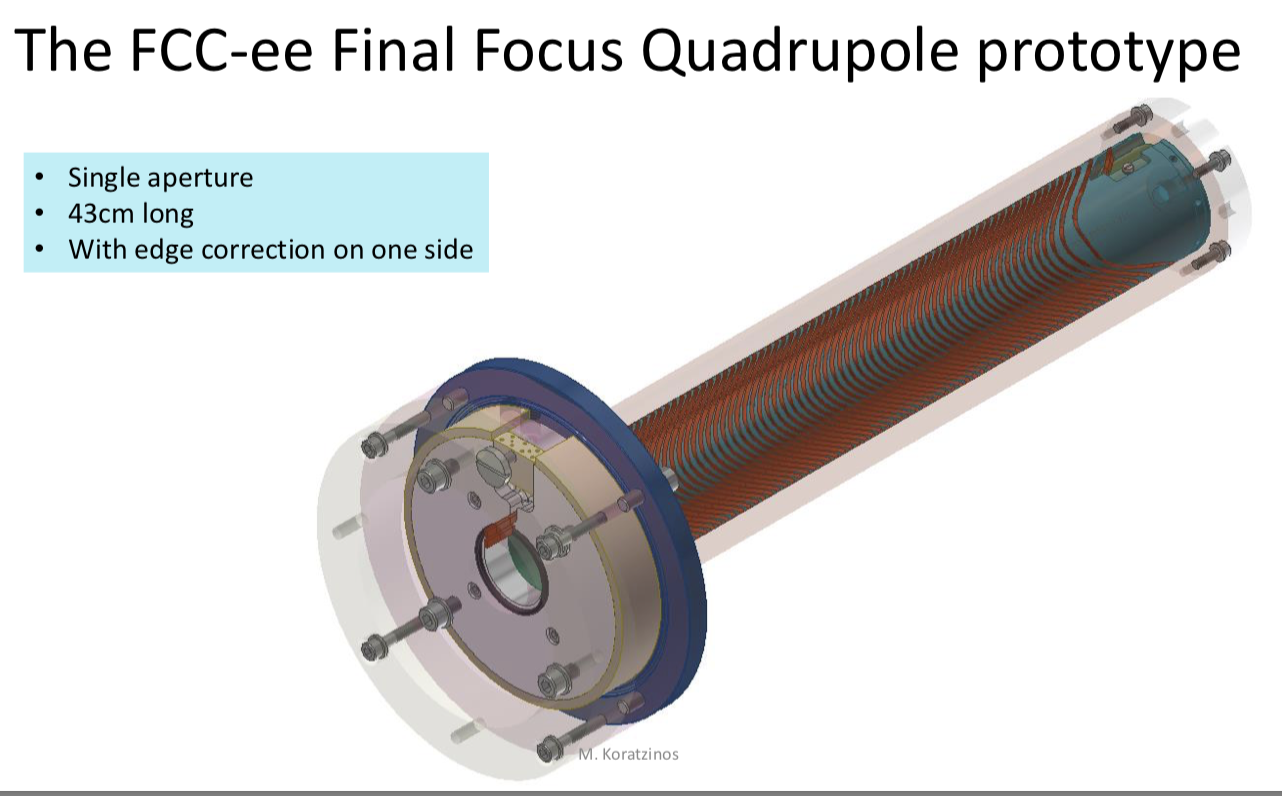 The FCC-ee Final Focus Quadrupole prototype
• Single aperture
• 43cm long
• With edge correction on one side
M. Koratzinos